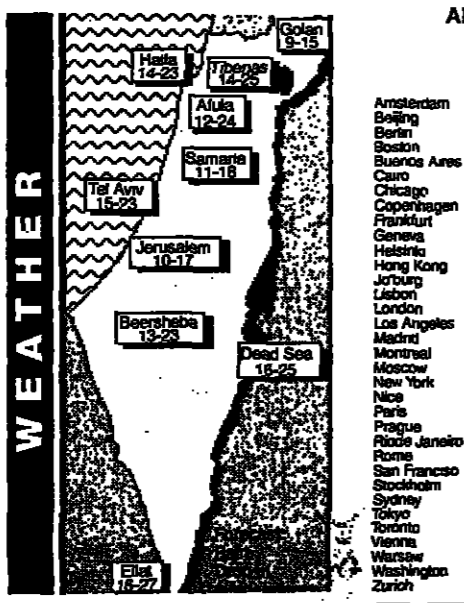 WEATHER
Golan
9-15
Haifa
14-23
Tiberias
14-25
Afula
12-24
Samaria
11-18
Tel Aviv
15-23
Jerusalem
10-17
Beersheba
13-23
Dead Sea
16-25
Eilat
16-27
Amsterdam
Beijing
Berlin
Boston
Buenos Aires
Cairo
Chicago
Copenhagen
Frankfurt
Geneva
Helsinki
Hong Kong
Jo'burg
Lisbon
London
Los Angeles
Madrid
Montreal
Moscow
New York
Nice
Paris
Prague
Rio de Janeiro
Rome
San Francisco
Stockholm
Sydney
Tokyo
Toronto
Vienna
Warsaw
Washington
Zurich